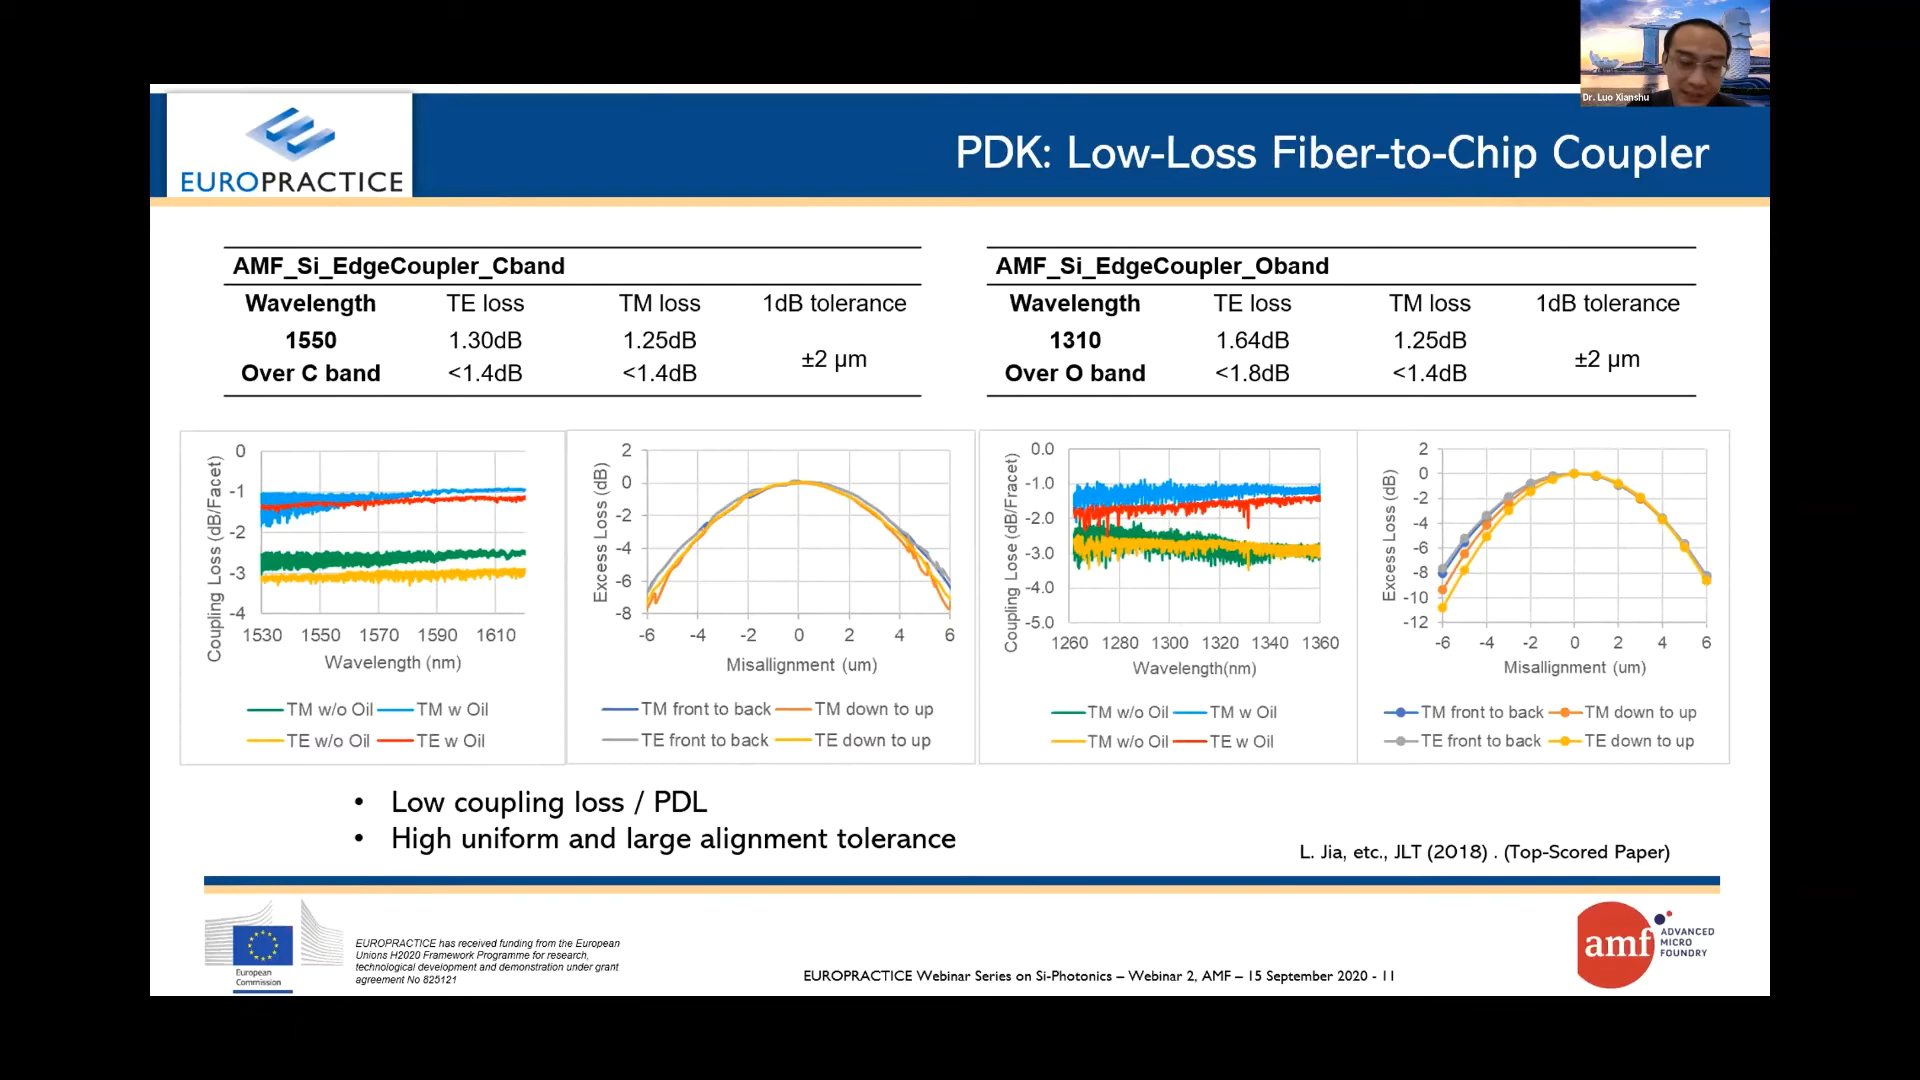 Dr. Luo Xianshu
EUROPRACTICE
PDK: Low-Loss Fiber-to-Chip Coupler
AMF_Si_EdgeCoupler_Cband
Wavelength TE loss TM loss 1dB tolerance
1550 1.30dB 1.25dB
±2 μm
Over C band <1.4dB <1.4dB
AMF_Si_EdgeCoupler_Oband
Wavelength TE loss TM loss 1dB tolerance
1310 1.64dB 1.25dB
±2 μm
Over O band <1.8dB <1.4dB
Coupling Loss (dB/Facet)
0
-1
-2
-3
-4
1530 1550 1570 1590 1610
Wavelength (nm)
TM w/o Oil TM w Oil
TE w/o Oil TE w Oil
Excess Loss (dB)
2
0
-2
-4
-6
-8
-6 -4 -2 0 2 4 6
Misallignment (um)
TM front to back TM down to up
TE front to back TE down to up
Coupling Lose (dB/Fracet)
0.0
-1.0
-2.0
-3.0
-4.0
-5.0
1260 1280 1300 1320 1340 1360
Wavelength(nm)
TM w/o Oil TM w Oil
TM w/o Oil TE w Oil
Excess Loss (dB)
2
0
-2
-4
-6
-8
-10
-12
-6 -4 -2 0 2 4 6
Misallignment (um)
TM front to back TM down to up
TE front to back TE down to up
• Low coupling loss / PDL
• High uniform and large alignment tolerance
L. Jia, etc., JLT (2018) . (Top-Scored Paper)
European
Commission
EUROPRACTICE has received funding from the European
Unions H2020 Framework Programme for research,
technological development and demonstration under grant
agreement No 825121
EUROPRACTICE Webinar Series on Si-Photonics – Webinar 2, AMF – 15 September 2020 - 11
amf
ADVANCED
MICRO
FOUNDRY